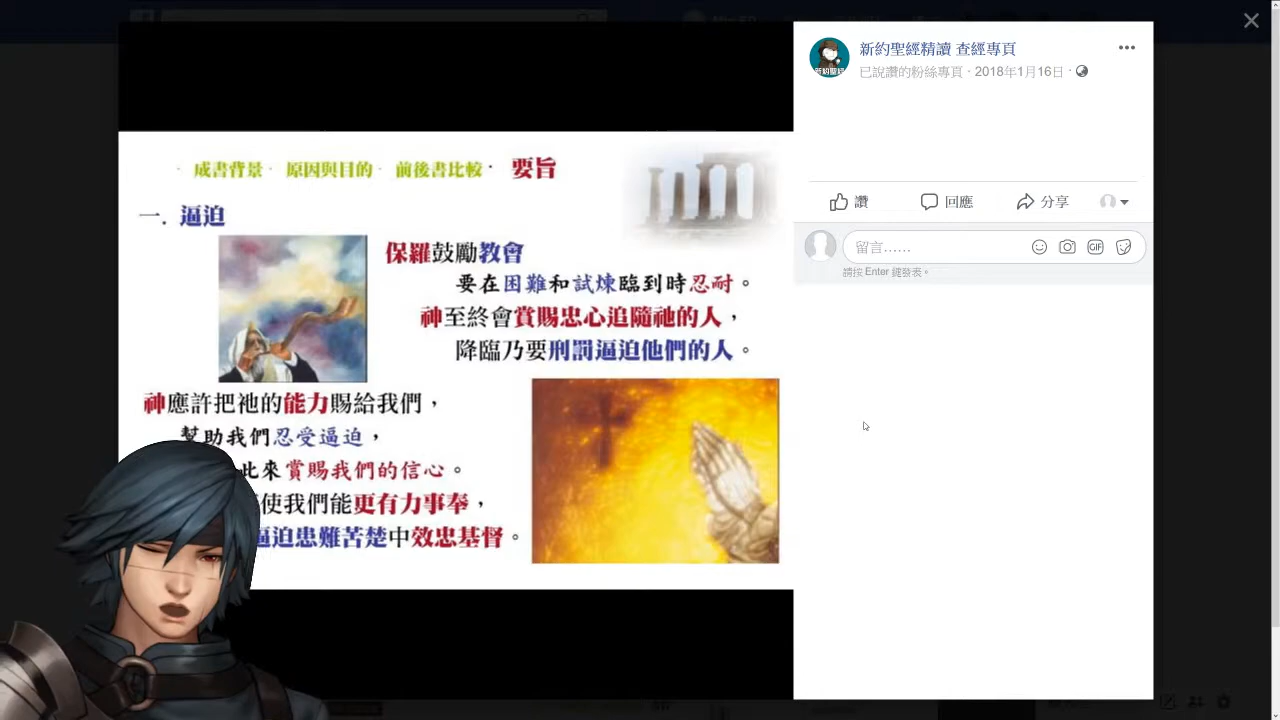 新約聖經精讀 查經專頁
已說讚的粉絲專頁 · 2018年1月16日 ·
· 成書背景 · 原因與目的 · 前後書比較 · 要旨
一. 逼迫
保羅鼓勵教會
要在困難和試煉臨到時忍耐。
神至終會賞賜忠心追隨祂的人，
降臨乃要刑罰逼迫他們的人。
神應許把祂的能力賜給我們，
幫助我們忍受逼迫，
此來賞賜我們的信心。
使我們能更有力事奉，
逼迫患難苦楚中效忠基督。
讚
回應
分享
留言……
GIF
請按 Enter 鍵發表。